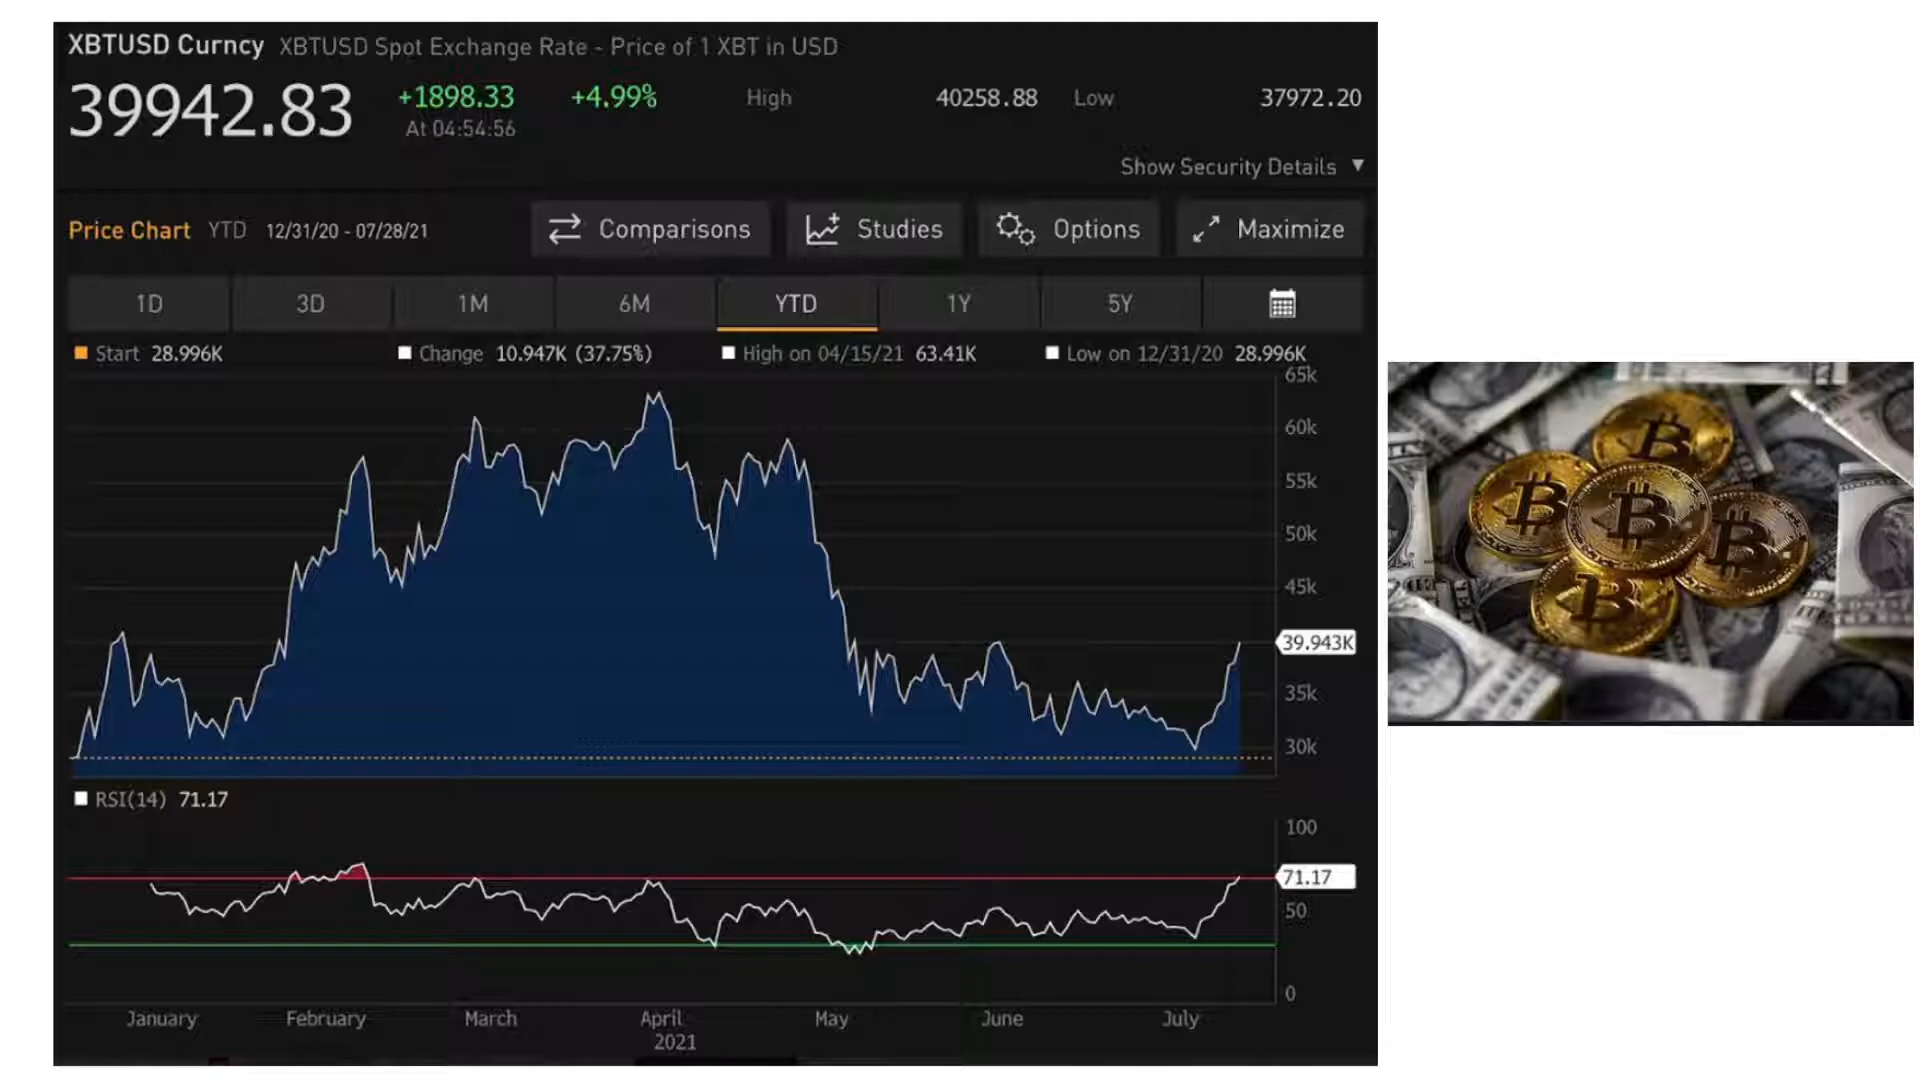 XBTUSD Curncy XBTUSD Spot Exchange Rate - Price of 1 XBT in USD
39942.83 +1898.33 +4.99% High 40258.88 Low 37972.20
At 04:54:56
Show Security Details ▼
Price Chart YTD 12/31/20 - 07/28/21 Comparisons Studies Options Maximize
1D 3D 1M 6M YTD 1Y 5Y
Start 28.996K Change 10.947K (37.75%) High on 04/15/21 63.41K Low on 12/31/20 28.996K
65k
60k
55k
50k
45k
39.943K
35k
30k
RSI(14) 71.17
100
71.17
50
0
January February March April May June July
2021